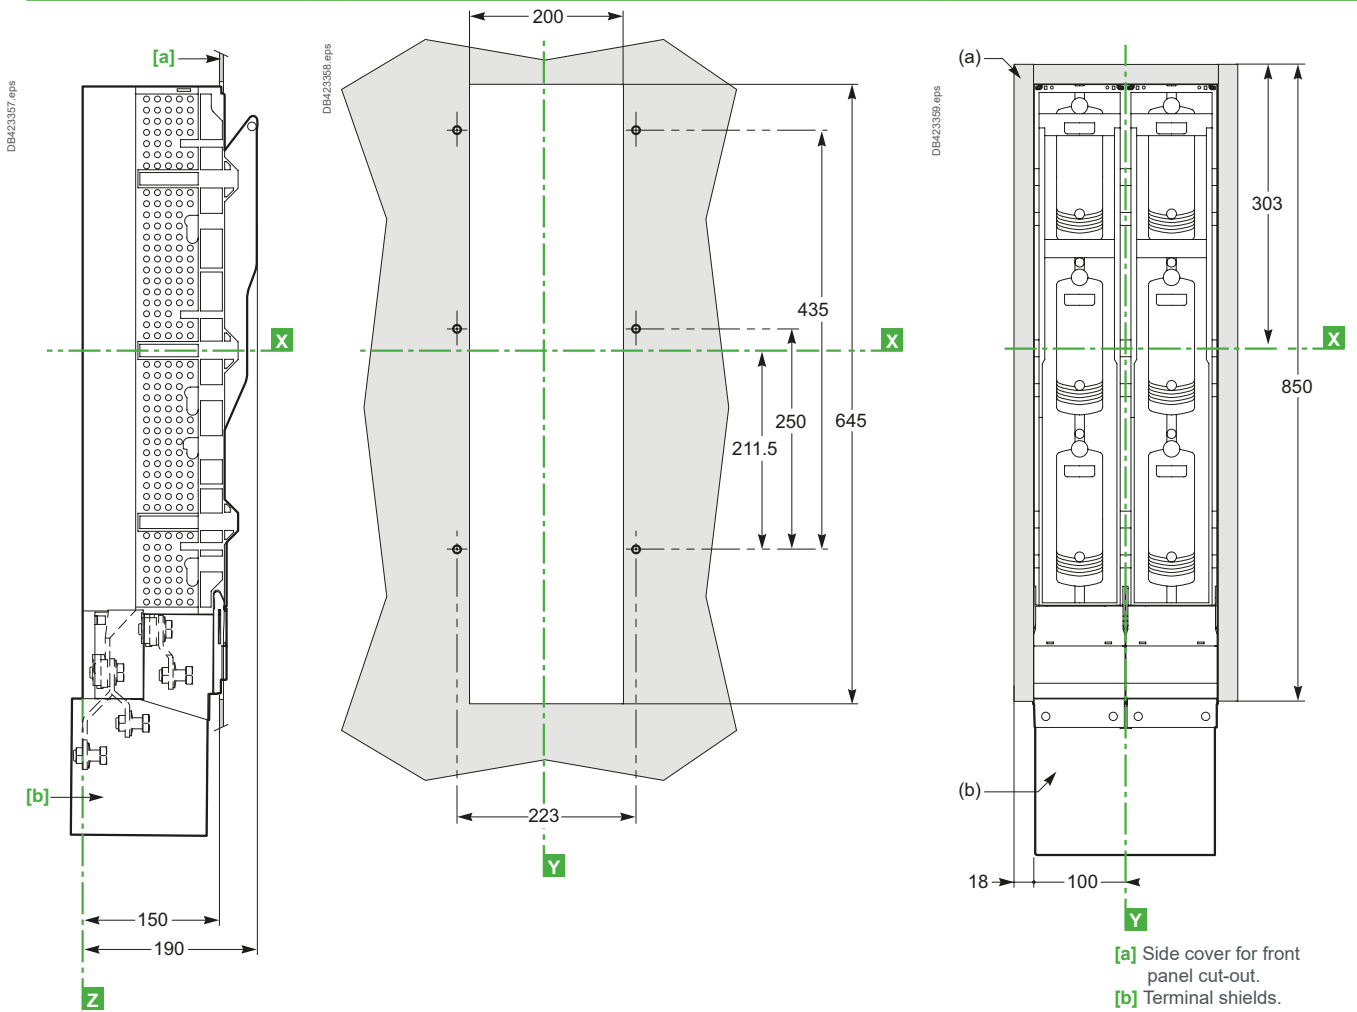 DB423357.eps
[a]
X
[b]
150
190
Z
DB423358.eps
200
X
435
250
645
211.5
223
Y
DB423359.eps
(a)
303
X
850
(b)
18
100
Y
[a] Side cover for front
panel cut-out.
[b] Terminal shields.